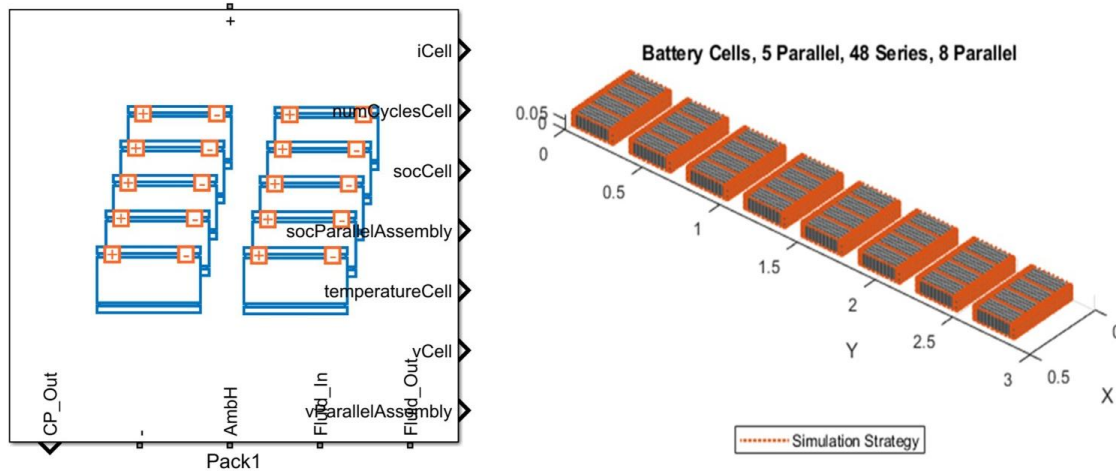 +
iCell
numCyclesCell
socCell
socParallelAssembly
temperatureCell
vCell
vParallelAssembly
+ -
+ -
+ -
+ -
+ -
+ -
+ -
+ -
+ -
+ -
CP_Out
-
AmbH
Fluid_In
Fluid_Out
Pack1
Battery Cells, 5 Parallel, 48 Series, 8 Parallel
0.05
0
0
0.5
1
1.5
2
2.5
3
Y
0.5
X
Simulation Strategy